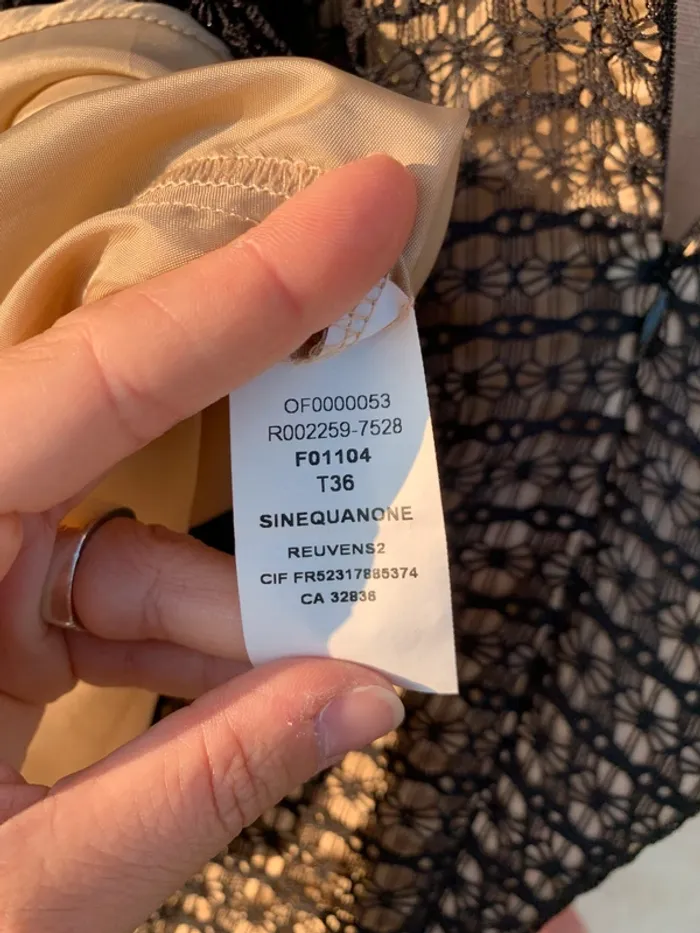 OF0000053
R002259-7528
F01104
T36
SINEQUANONE
REUVENS2
CIF FR52317885374
CA 32836